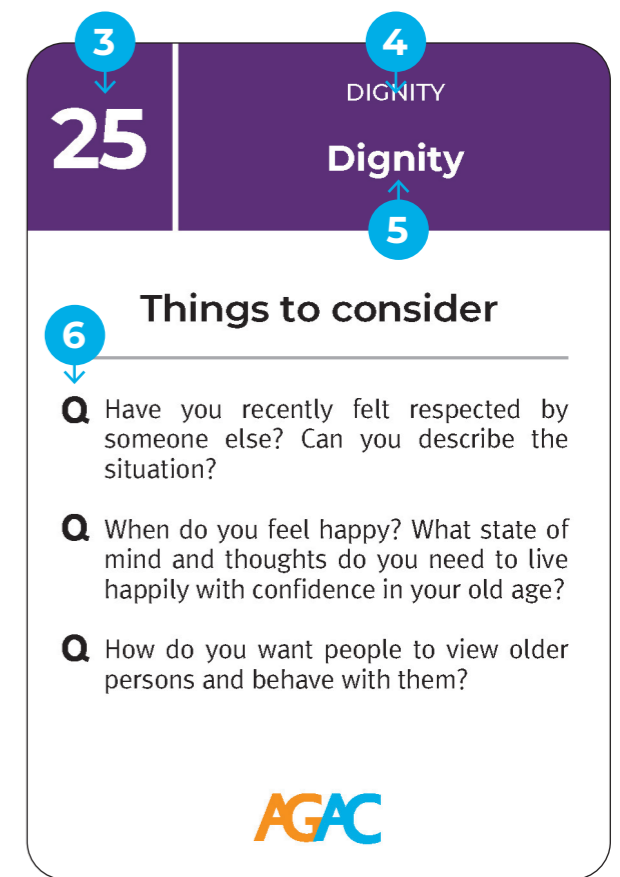 3
4
25
DIGNITY
Dignity
5
Things to consider
6
Q Have you recently felt respected by
someone else? Can you describe the
situation?
Q When do you feel happy? What state of
mind and thoughts do you need to live
happily with confidence in your old age?
Q How do you want people to view older
persons and behave with them?
AGAC